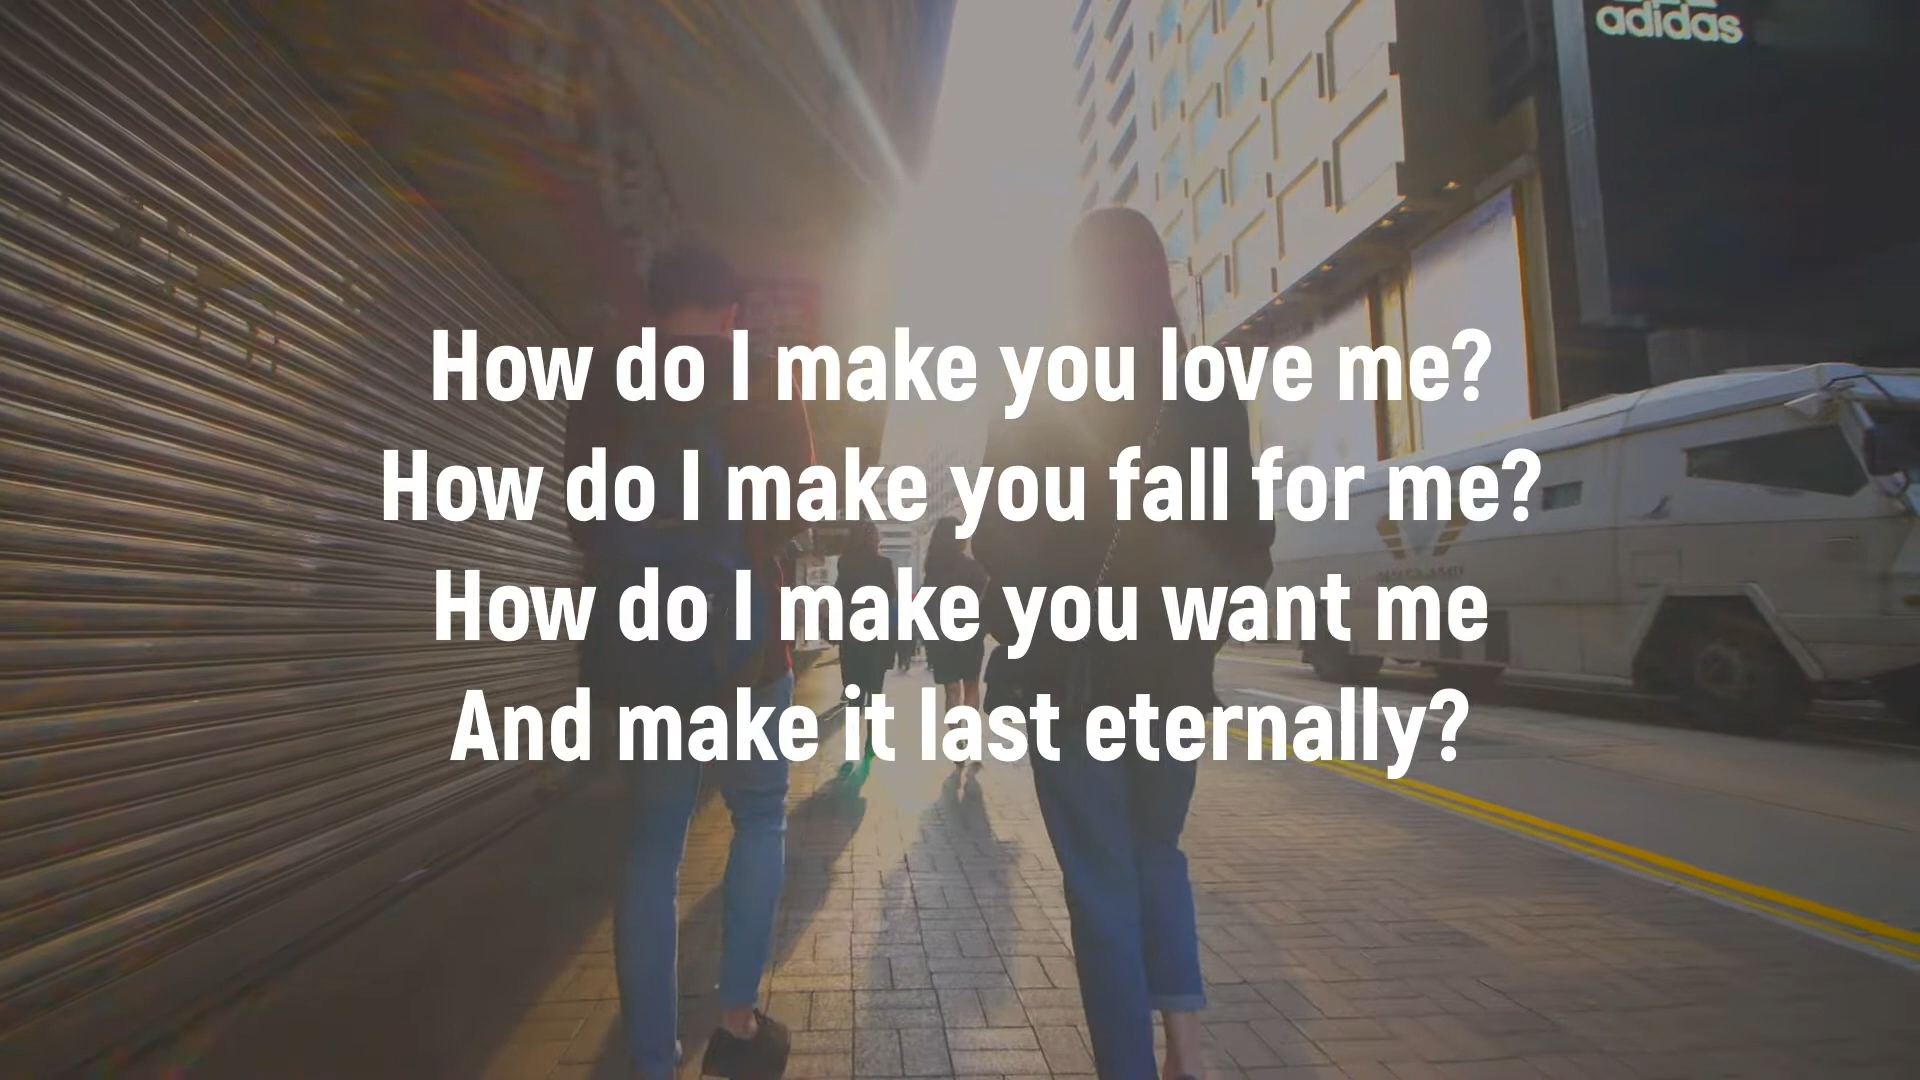 adidas
How do I make you love me?
How do I make you fall for me?
How do I make you want me
And make it last eternally?